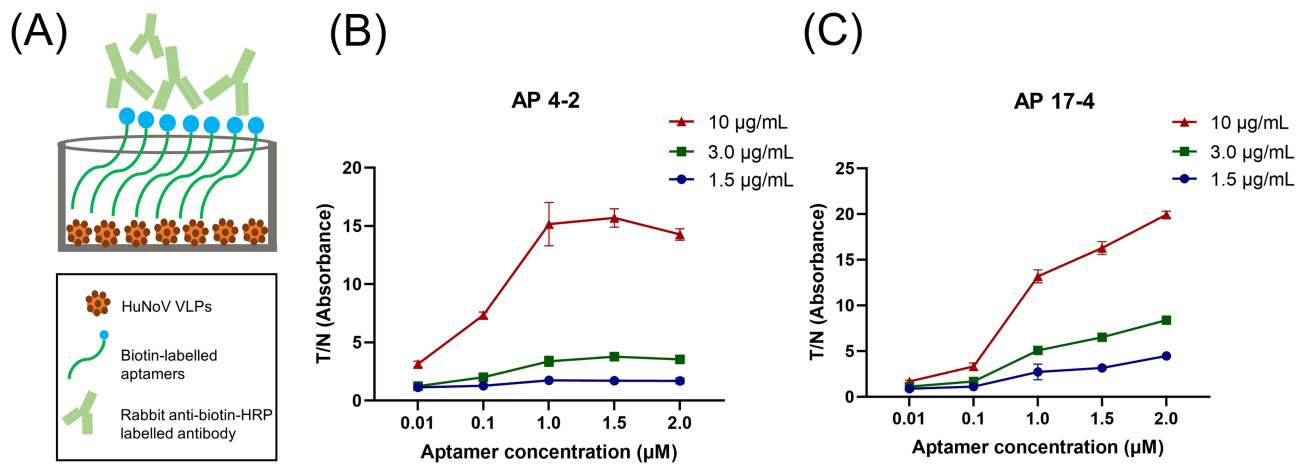 (A)
HuNoV VLPs
Biotin-labelled
aptamers
Rabbit anti-biotin-HRP
labelled antibody
(B)
AP 4-2
10 µg/mL
3.0 µg/mL
1.5 µg/mL
T/N (Absorbance)
20
15
10
5
0
0.01 0.1 1.0 1.5 2.0
Aptamer concentration (µM)
(C)
AP 17-4
10 µg/mL
3.0 µg/mL
1.5 µg/mL
T/N (Absorbance)
25
20
15
10
5
0
0.01 0.1 1.0 1.5 2.0
Aptamer concentration (µM)